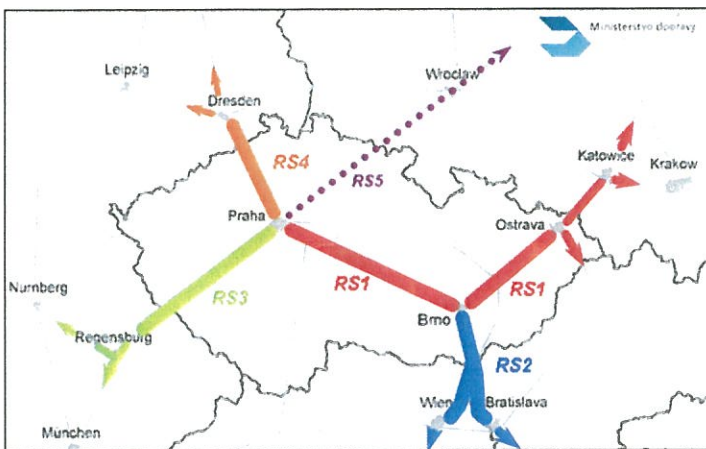 Ministerstvo dopravy
Leipzig
Wroclaw
Dresden
RS4
RS5
Katowice
Krakow
Praha
Ostrava
RS1
RS1
RS3
Nurnberg
Brno
Regensburg
RS2
Wien
Bratislava
München